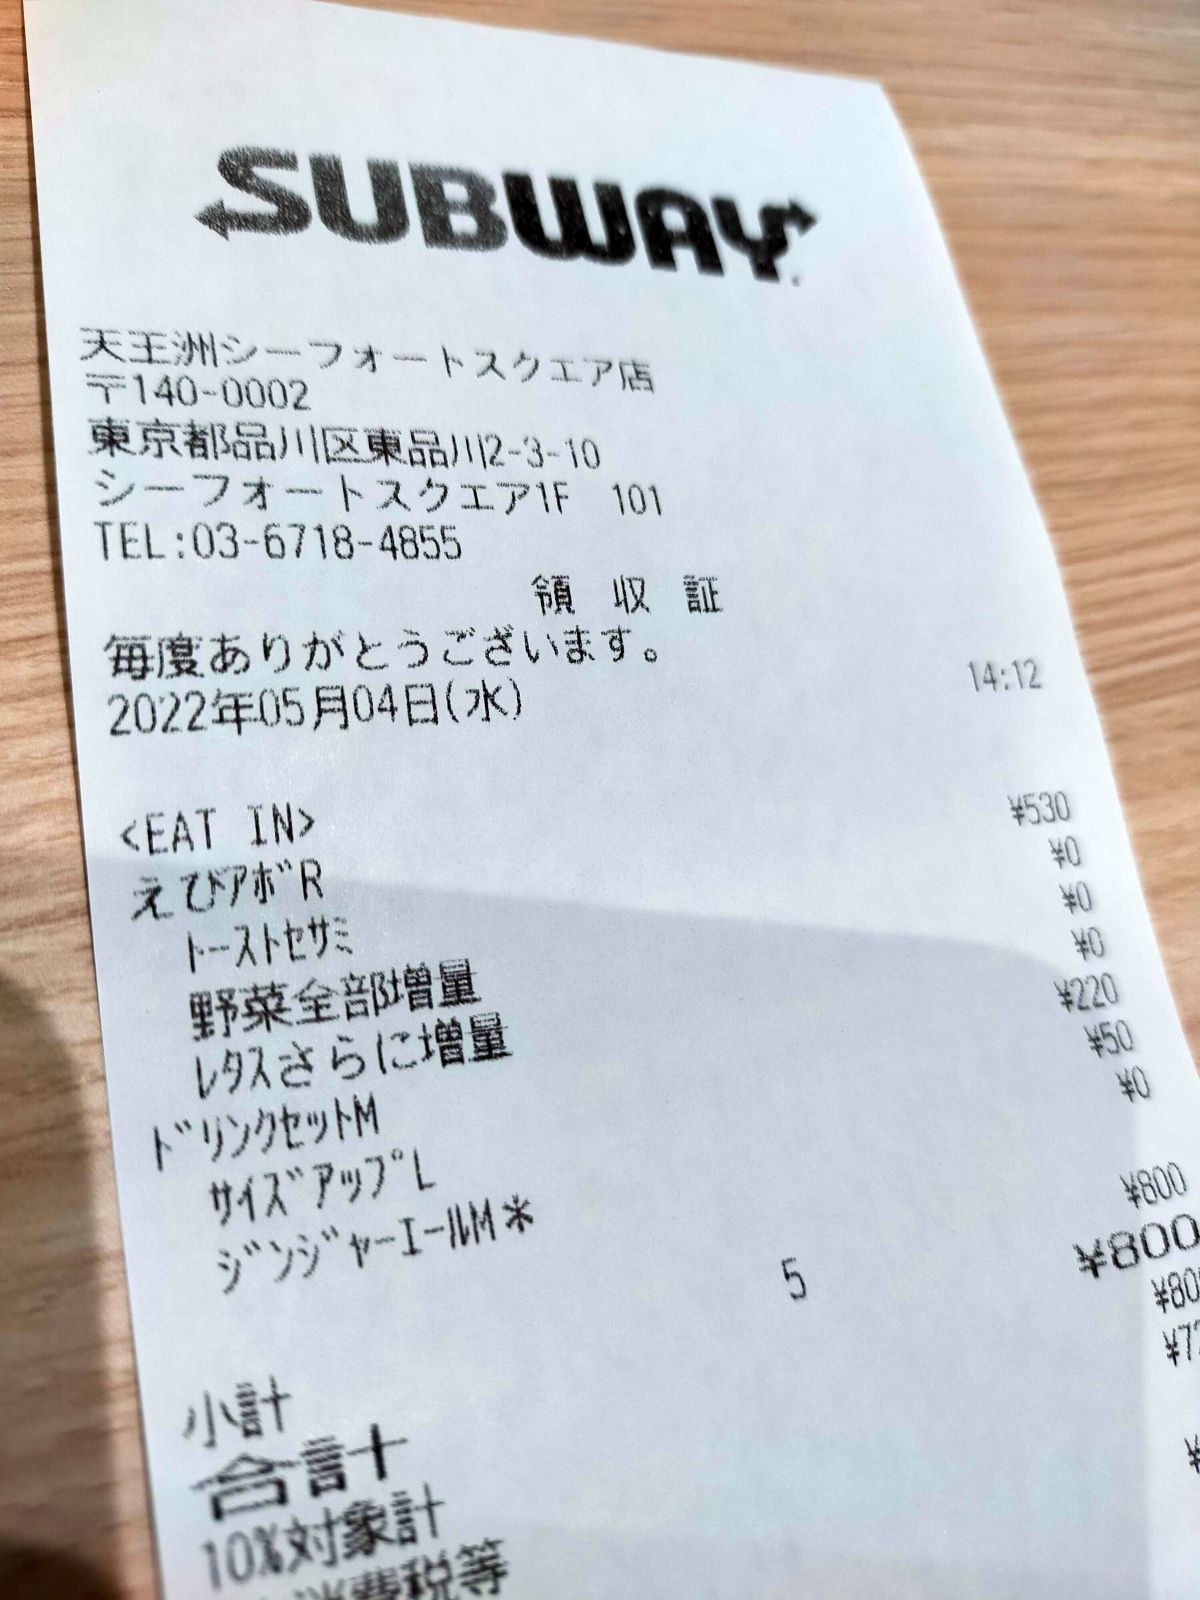 SUBWAY
天王洲シーフォートスクエア店
〒140-0002
東京都品川区東品川2-3-10
シーフォートスクエア1F 101
TEL:03-6718-4855
領 収 証
毎度ありがとうございます。
2022年05月04日(水) 14:12
<EAT IN>
えびｱﾎﾞR ¥530
ﾄｰｽﾄｾｻﾐ ¥0
野菜全部増量 ¥0
ﾚﾀｽさらに増量 ¥0
ﾄﾞﾘﾝｸｾｯﾄM ¥220
ｻｲｽﾞｱｯﾌﾟL ¥50
ｼﾞﾝｼﾞｬｰｴｰﾙM＊ ¥0
小計 5 ¥800
合計 ¥800
10%対象計 ¥80
消費税等 ¥7